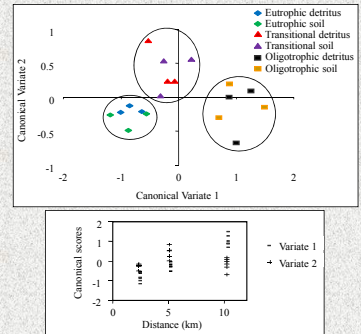 Eutrophic detritus
Eutrophic soil
Transitional detritus
Transitional soil
Oligotrophic detritus
Oligotrophic soil
Canonical Variate 2
1
0.5
0
-0.5
-1
-2
-1
0
1
2
Canonical Variate 1
Canonical scores
2
1
0
-1
-2
0
5
10
Distance (km)
Variate 1
Variate 2